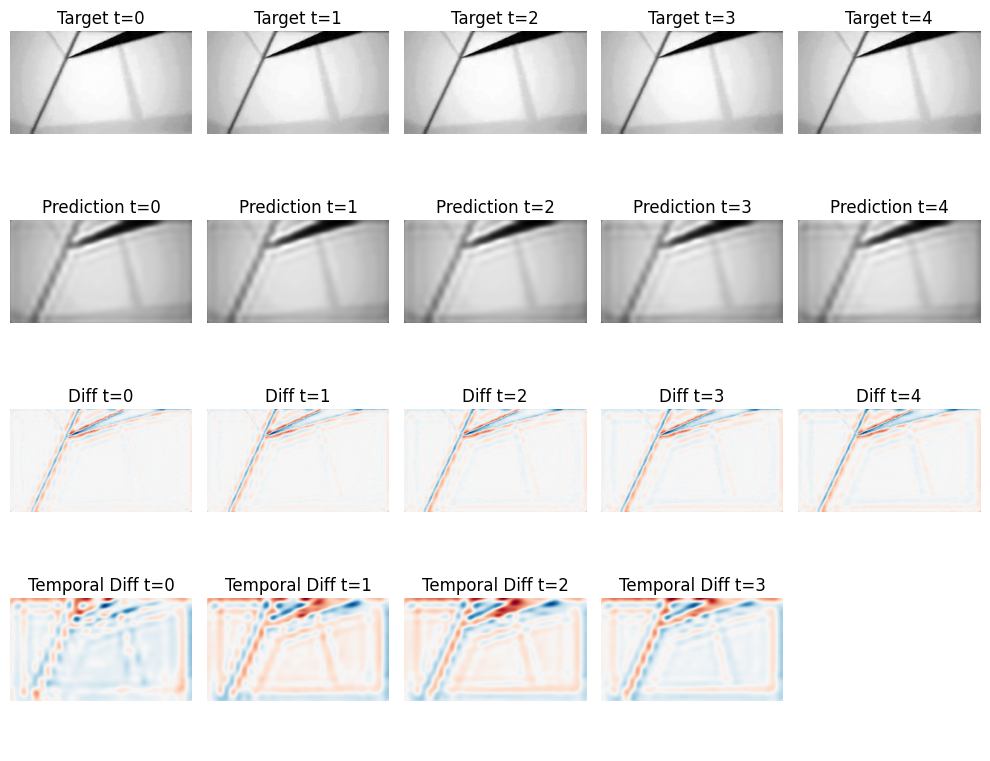 Target t=0 Target t=1 Target t=2 Target t=3 Target t=4
Prediction t=0 Prediction t=1 Prediction t=2 Prediction t=3 Prediction t=4
Diff t=0 Diff t=1 Diff t=2 Diff t=3 Diff t=4
Temporal Diff t=0 Temporal Diff t=1 Temporal Diff t=2 Temporal Diff t=3